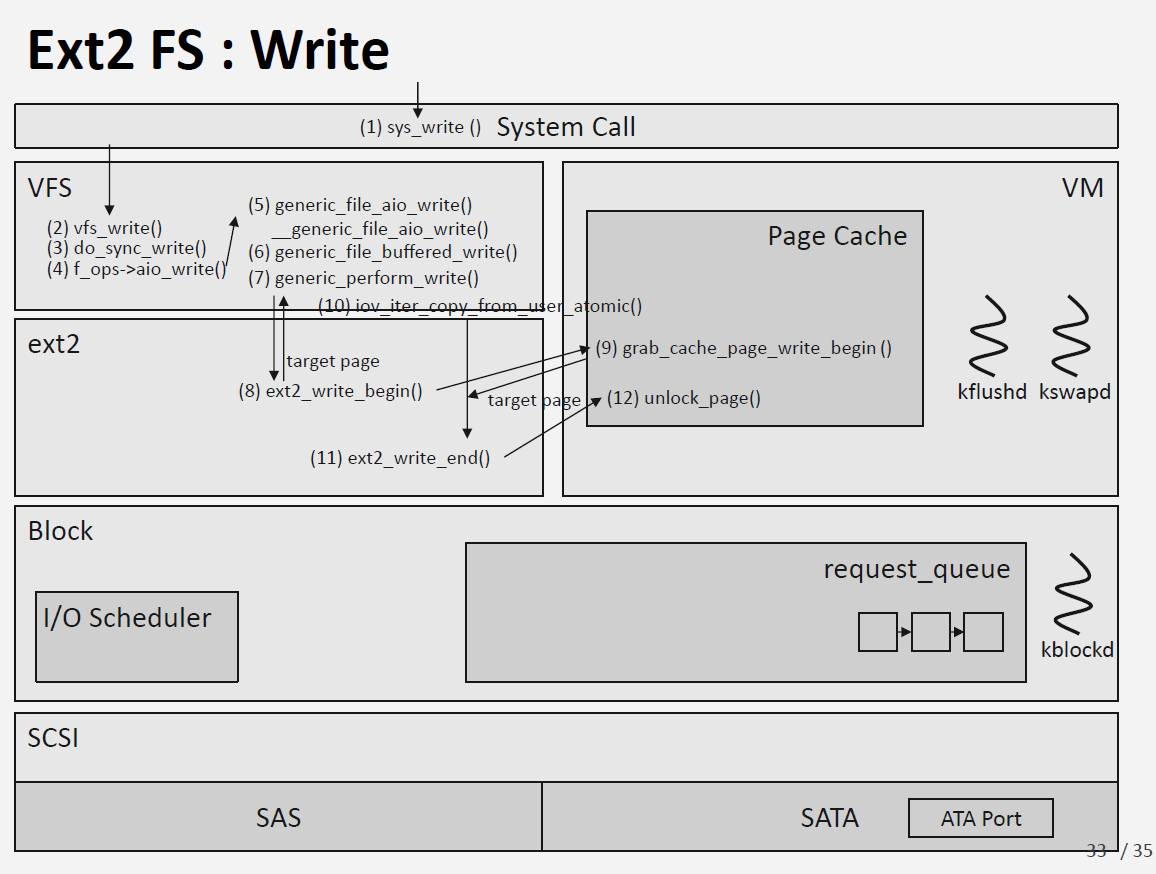 Ext2 FS : Write
(1) sys_write () System Call
VFS
(2) vfs_write()
(3) do_sync_write()
(4) f_ops->aio_write()
(5) generic_file_aio_write()
__generic_file_aio_write()
(6) generic_file_buffered_write()
(7) generic_perform_write()
(10) iov_iter_copy_from_user_atomic()
VM
Page Cache
ext2
target page
(8) ext2_write_begin()
(9) grab_cache_page_write_begin ()
target page
(12) unlock_page()
(11) ext2_write_end()
kflushd
kswapd
Block
I/O Scheduler
request_queue
kblockd
SCSI
SAS
SATA
ATA Port
33 / 35